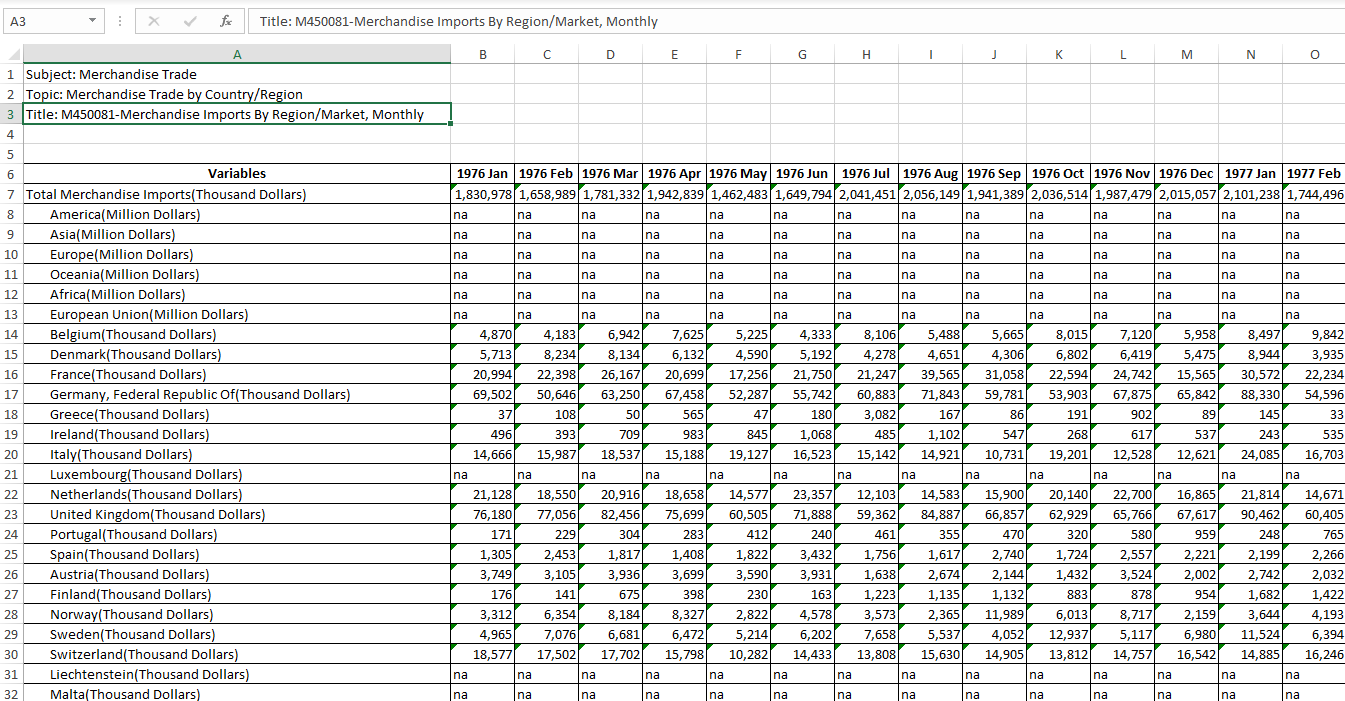 A3 fx Title: M450081-Merchandise Imports By Region/Market, Monthly
A B C D E F G H I J K L M N O
1 Subject: Merchandise Trade
2 Topic: Merchandise Trade by Country/Region
3 Title: M450081-Merchandise Imports By Region/Market, Monthly
4
5
6 Variables 1976 Jan 1976 Feb 1976 Mar 1976 Apr 1976 May 1976 Jun 1976 Jul 1976 Aug 1976 Sep 1976 Oct 1976 Nov 1976 Dec 1977 Jan 1977 Feb
7 Total Merchandise Imports(Thousand Dollars) 1,830,978 1,658,989 1,781,332 1,942,839 1,462,483 1,649,794 2,041,451 2,056,149 1,941,389 2,036,514 1,987,479 2,015,057 2,101,238 1,744,496
8 America(Million Dollars) na na na na na na na na na na na na na na
9 Asia(Million Dollars) na na na na na na na na na na na na na na
10 Europe(Million Dollars) na na na na na na na na na na na na na na
11 Oceania(Million Dollars) na na na na na na na na na na na na na na
12 Africa(Million Dollars) na na na na na na na na na na na na na na
13 European Union(Million Dollars) na na na na na na na na na na na na na na
14 Belgium(Thousand Dollars) 4,870 4,183 6,942 7,625 5,225 4,333 8,106 5,488 5,665 8,015 7,120 5,958 8,497 9,842
15 Denmark(Thousand Dollars) 5,713 8,234 8,134 6,132 4,590 5,192 4,278 4,651 4,306 6,802 6,419 5,475 8,944 3,935
16 France(Thousand Dollars) 20,994 22,398 26,167 20,699 17,256 21,750 21,247 39,565 31,058 22,594 24,742 15,565 30,572 22,234
17 Germany, Federal Republic Of(Thousand Dollars) 69,502 50,646 63,250 67,458 52,287 55,742 60,883 71,843 59,781 53,903 67,875 65,842 88,330 54,596
18 Greece(Thousand Dollars) 37 108 50 565 47 180 3,082 167 86 191 902 89 145 33
19 Ireland(Thousand Dollars) 496 393 709 983 845 1,068 485 1,102 547 268 617 537 243 535
20 Italy(Thousand Dollars) 14,666 15,987 18,537 15,188 19,127 16,523 15,142 14,921 10,731 19,201 12,528 12,621 24,085 16,703
21 Luxembourg(Thousand Dollars) na na na na na na na na na na na na na na
22 Netherlands(Thousand Dollars) 21,128 18,550 20,916 18,658 14,577 23,357 12,103 14,583 15,900 20,140 22,700 16,865 21,814 14,671
23 United Kingdom(Thousand Dollars) 76,180 77,056 82,456 75,699 60,505 71,888 59,362 84,887 66,857 62,929 65,766 67,617 90,462 60,405
24 Portugal(Thousand Dollars) 171 229 304 283 412 240 461 355 470 320 580 959 248 765
25 Spain(Thousand Dollars) 1,305 2,453 1,817 1,408 1,822 3,432 1,756 1,617 2,740 1,724 2,557 2,221 2,199 2,266
26 Austria(Thousand Dollars) 3,749 3,105 3,936 3,699 3,590 3,931 1,638 2,674 2,144 1,432 3,524 2,002 2,742 2,032
27 Finland(Thousand Dollars) 176 141 675 398 230 163 1,223 1,135 1,132 883 878 954 1,682 1,422
28 Norway(Thousand Dollars) 3,312 6,354 8,184 8,327 2,822 4,578 3,573 2,365 11,989 6,013 8,717 2,159 3,644 4,193
29 Sweden(Thousand Dollars) 4,965 7,076 6,681 6,472 5,214 6,202 7,658 5,537 4,052 12,937 5,117 6,980 11,524 6,394
30 Switzerland(Thousand Dollars) 18,577 17,502 17,702 15,798 10,282 14,433 13,808 15,630 14,905 13,812 14,757 16,542 14,885 16,246
31 Liechtenstein(Thousand Dollars) na na na na na na na na na na na na na na
32 Malta(Thousand Dollars) na na na na na na na na na na na na na na